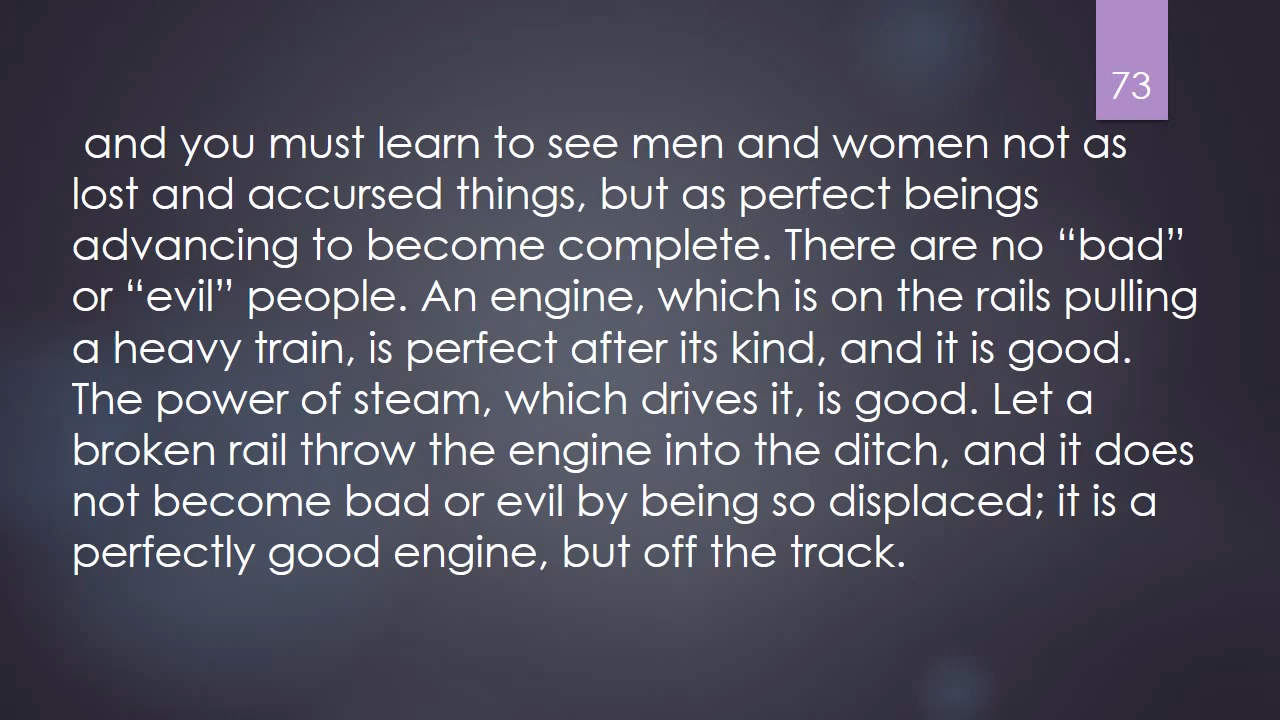 73
and you must learn to see men and women not as
lost and accursed things, but as perfect beings
advancing to become complete. There are no “bad”
or “evil” people. An engine, which is on the rails pulling
a heavy train, is perfect after its kind, and it is good.
The power of steam, which drives it, is good. Let a
broken rail throw the engine into the ditch, and it does
not become bad or evil by being so displaced; it is a
perfectly good engine, but off the track.